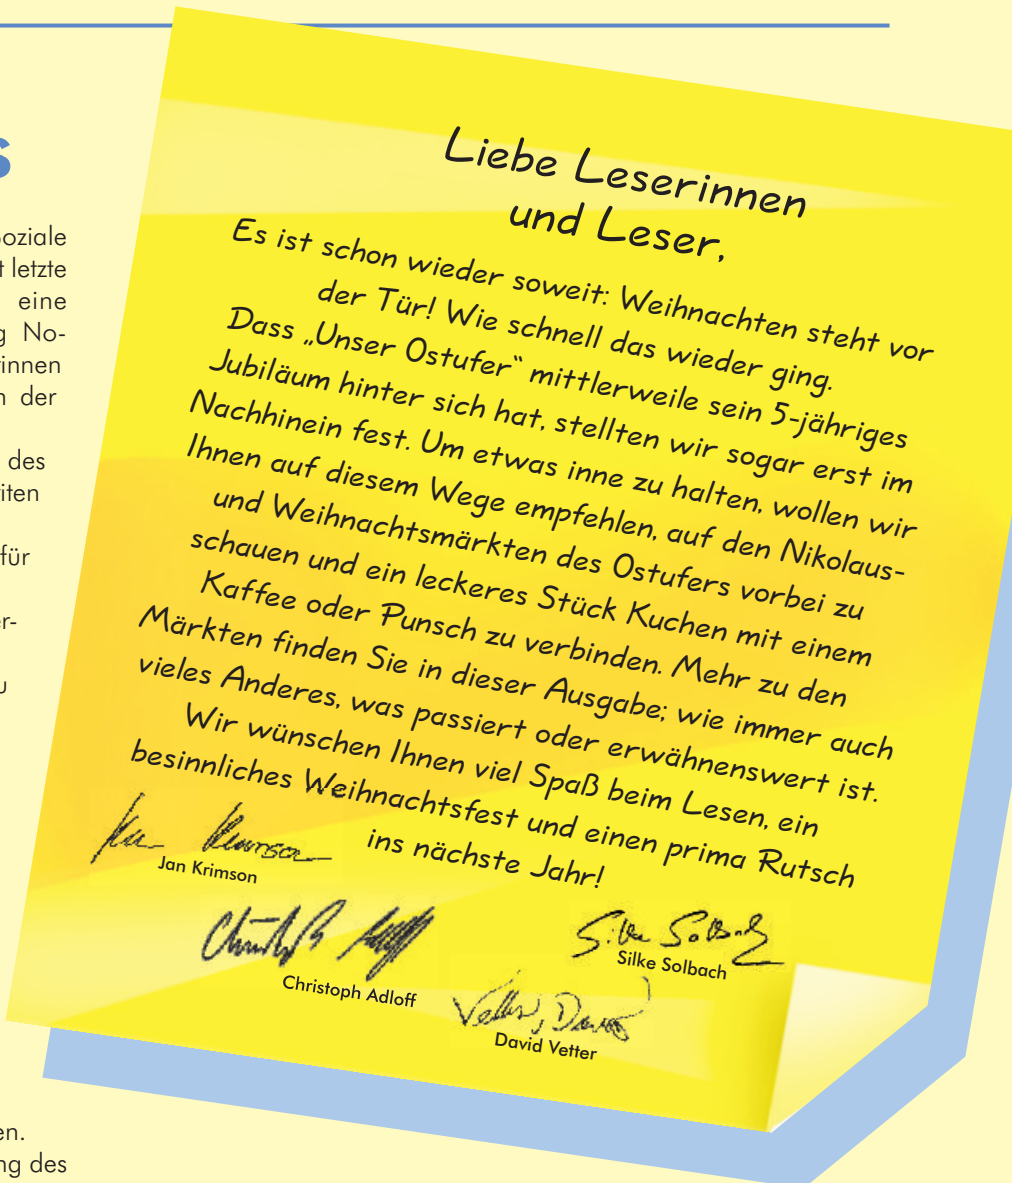 s
Soziale
t letzte
eine
g No-
rinnen
n der
des
iten
für
er-
u
en.
ng des
Liebe Leserinnen
und Leser,
Es ist schon wieder soweit: Weihnachten steht vor
der Tür! Wie schnell das wieder ging.
Dass „Unser Ostufer“ mittlerweile sein 5-jähriges
Jubiläum hinter sich hat, stellten wir sogar erst im
Nachhinein fest. Um etwas inne zu halten, wollen wir
Ihnen auf diesem Wege empfehlen, auf den Nikolaus-
und Weihnachtsmärkten des Ostufers vorbei zu
schauen und ein leckeres Stück Kuchen mit einem
Kaffee oder Punsch zu verbinden. Mehr zu den
Märkten finden Sie in dieser Ausgabe; wie immer auch
vieles Anderes, was passiert oder erwähnenswert ist.
Wir wünschen Ihnen viel Spaß beim Lesen, ein
besinnliches Weihnachtsfest und einen prima Rutsch
ins nächste Jahr!
Jan Krimson
Christoph Adloff
Silke Solbach
Silke Solbach
Vetter, David
David Vetter